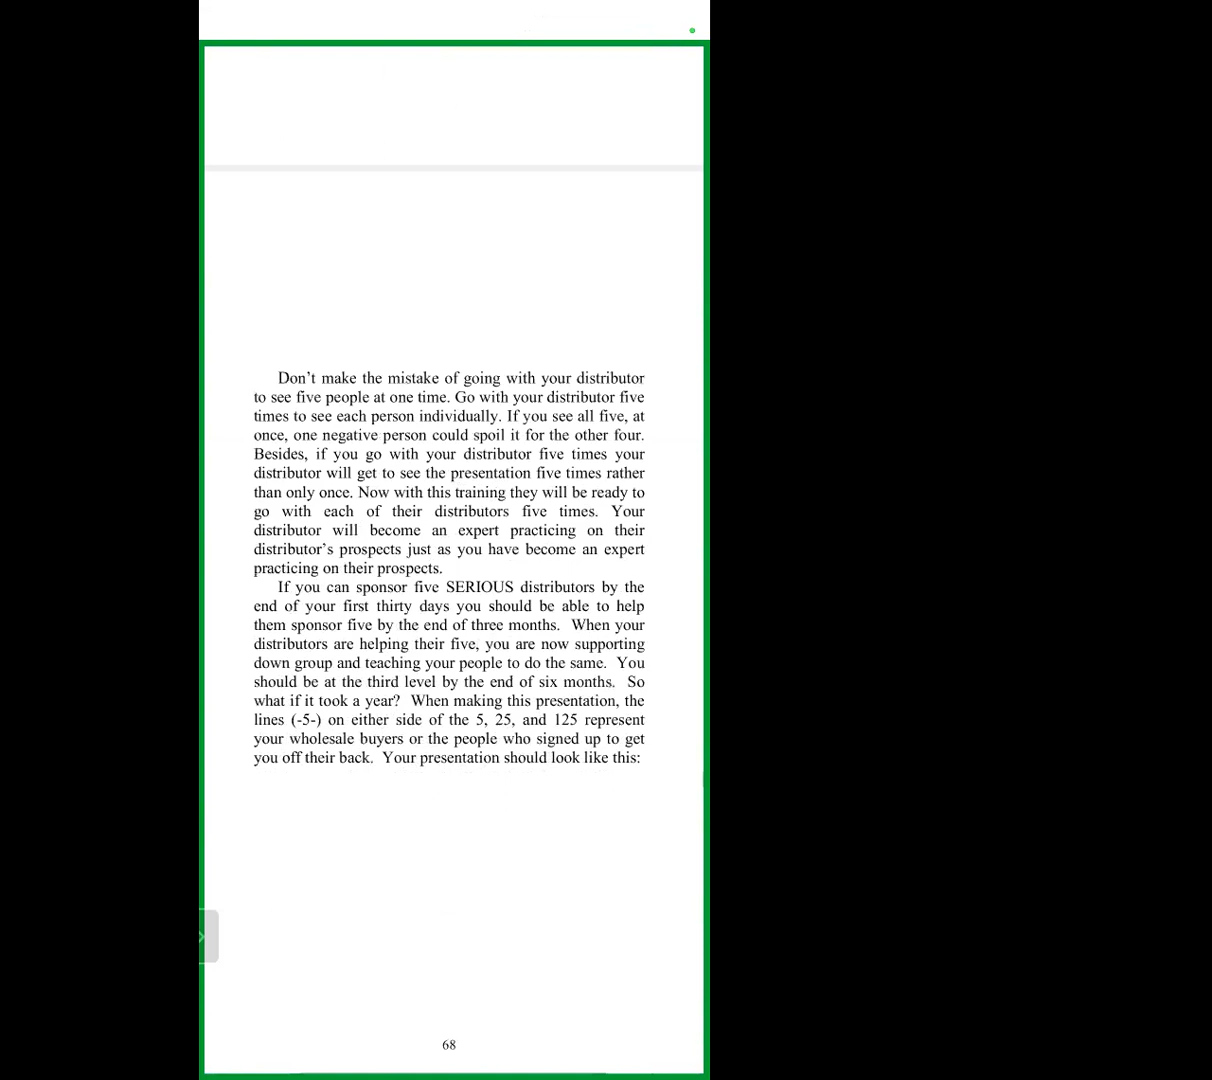 Don’t make the mistake of going with your distributor
to see five people at one time. Go with your distributor five
times to see each person individually. If you see all five, at
once, one negative person could spoil it for the other four.
Besides, if you go with your distributor five times your
distributor will get to see the presentation five times rather
than only once. Now with this training they will be ready to
go with each of their distributors five times. Your
distributor will become an expert practicing on their
distributor’s prospects just as you have become an expert
practicing on their prospects.
If you can sponsor five SERIOUS distributors by the
end of your first thirty days you should be able to help
them sponsor five by the end of three months. When your
distributors are helping their five, you are now supporting
down group and teaching your people to do the same. You
should be at the third level by the end of six months. So
what if it took a year? When making this presentation, the
lines (-5-) on either side of the 5, 25, and 125 represent
your wholesale buyers or the people who signed up to get
you off their back. Your presentation should look like this:
68